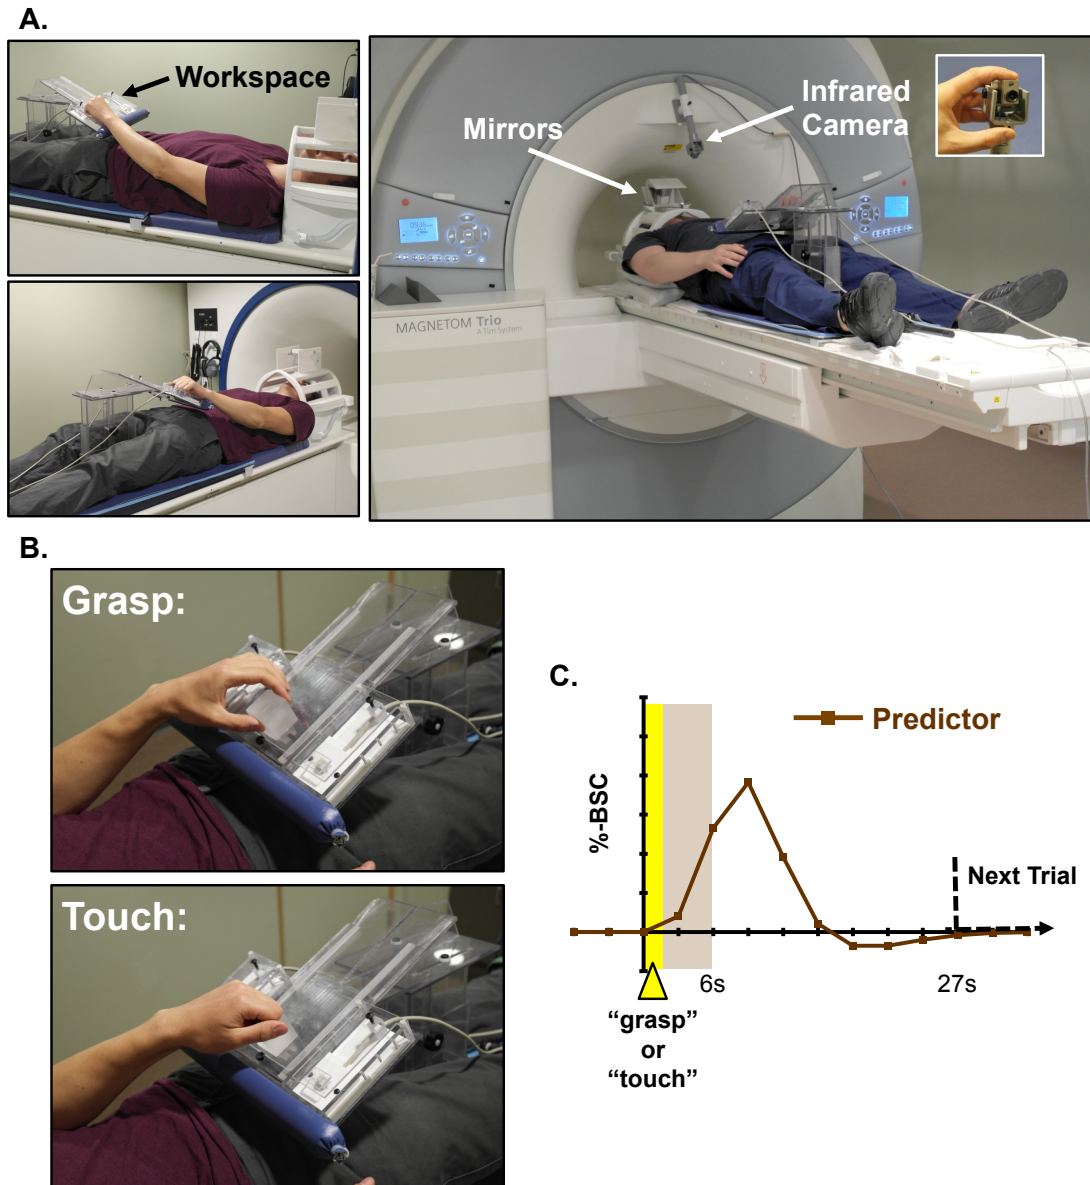 A.
Workspace
Mirrors
Infrared
Camera
MAGNETOM Trio
A Tim System
B.
Grasp:
Touch:
C.
Predictor
%-BSC
Next Trial
6s
27s
“grasp”
or
“touch”